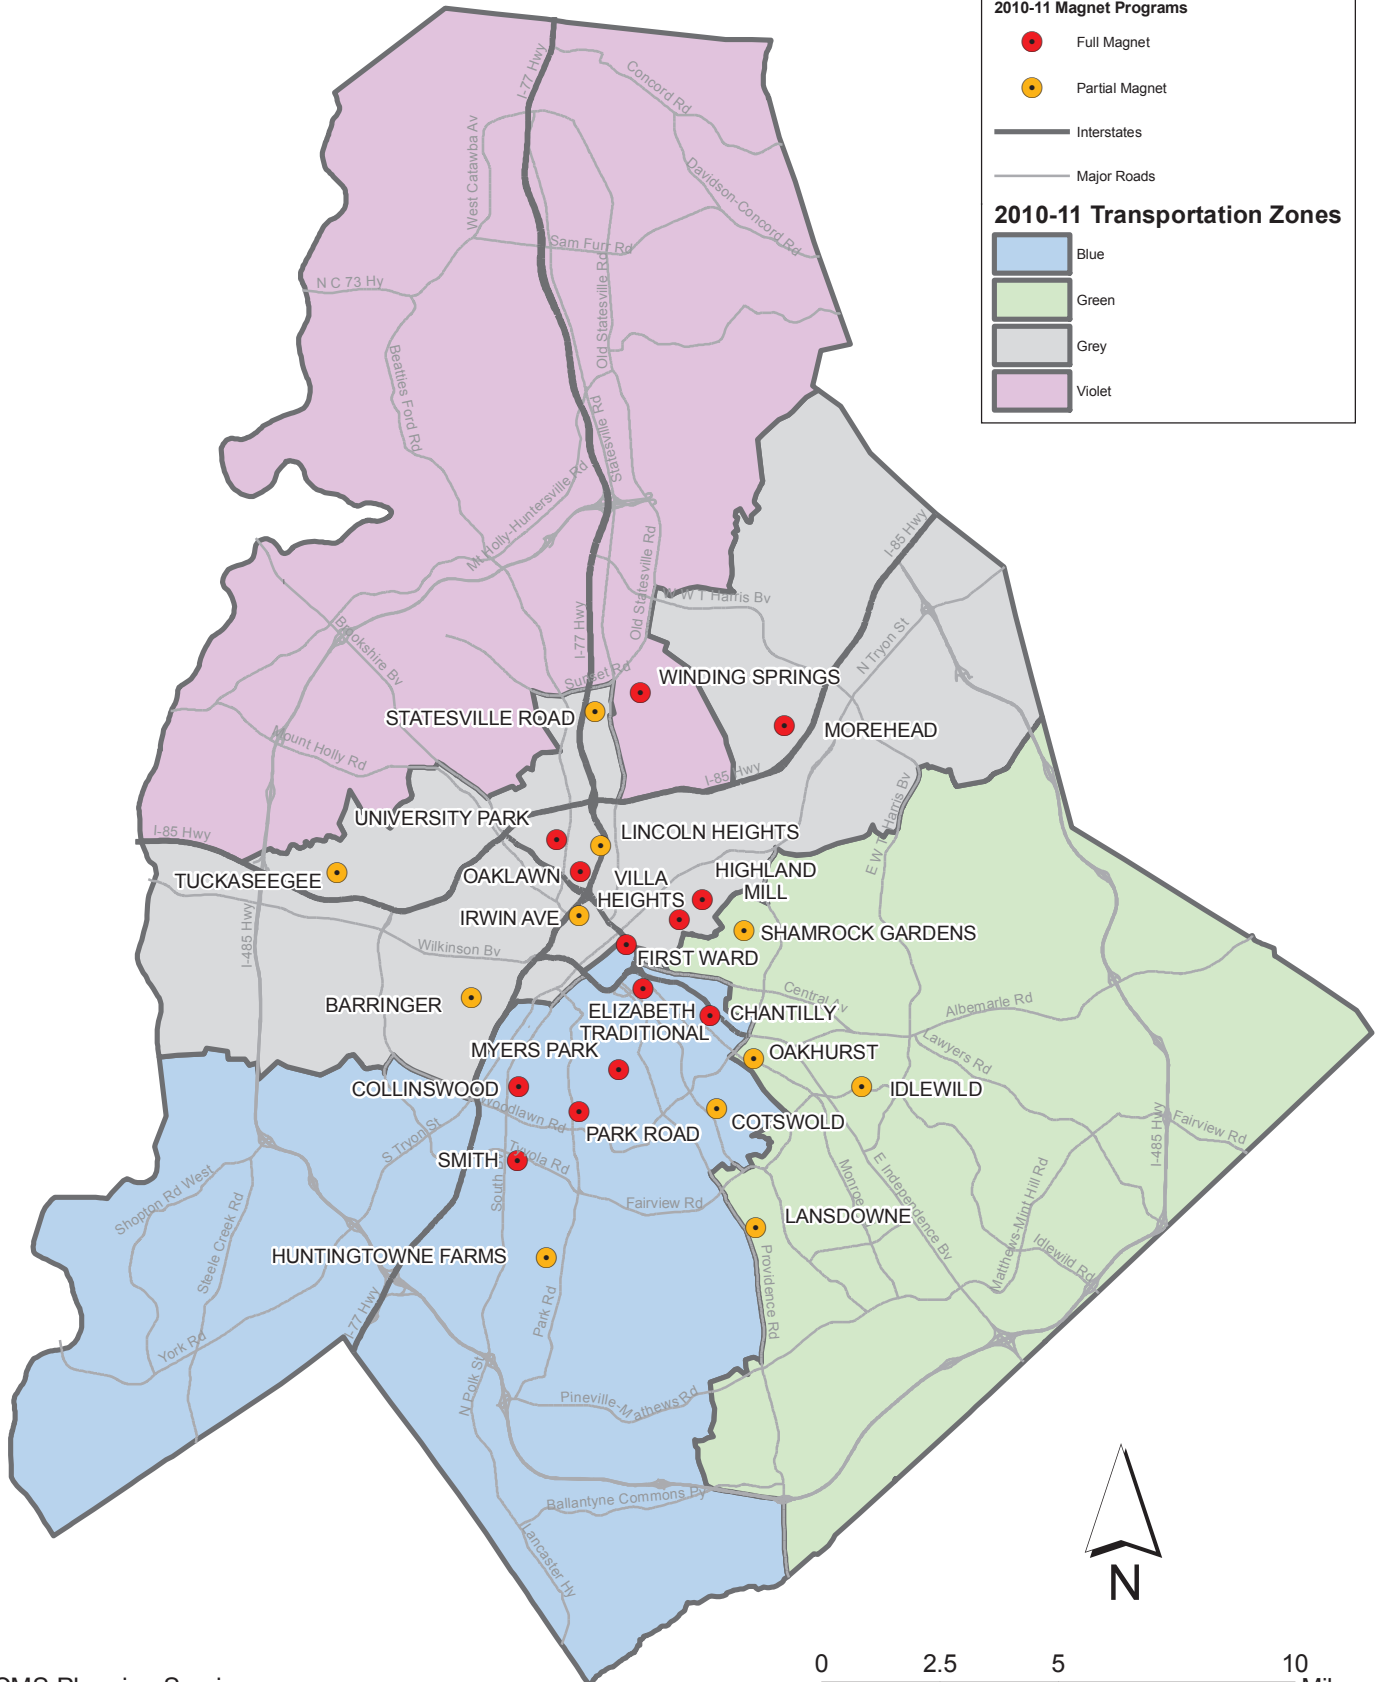 2010-11 Magnet Programs
Full Magnet
Partial Magnet
Interstates
Major Roads
2010-11 Transportation Zones
Blue
Green
Grey
Violet
I-77 Hwy
Concord Rd
West Catawba Av
Davidson-Concord Rd
Sam Furr Rd
N C 73 Hy
Old Statesville Rd
Beatties Ford Rd
Statesville Rd
Mt Holly-Huntersville Rd
I-85 Hwy
Old Statesville Rd
W W T Harris Bv
I-77 Hwy
Brookshire Bv
N Tryon St
Sunset Rd
WINDING SPRINGS
STATESVILLE ROAD
MOREHEAD
Mount Holly Rd
I-85 Hwy
E W T Harris Bv
UNIVERSITY PARK
LINCOLN HEIGHTS
I-85 Hwy
TUCKASEEGEE
OAKLAWN
VILLA
HEIGHTS
HIGHLAND
MILL
IRWIN AVE
SHAMROCK GARDENS
I-485 Hwy
Wilkinson Bv
FIRST WARD
BARRINGER
Central Av
Albemarle Rd
ELIZABETH
TRADITIONAL
CHANTILLY
MYERS PARK
OAKHURST
Lawyers Rd
COLLINSWOOD
IDLEWILD
Woodlawn Rd
COTSWOLD
PARK ROAD
S Tryon St
Fairview Rd
I-485 Hwy
SMITH
Tyvola Rd
Shopton Rd West
South
Monroe
E Independence Bv
Matthews-Mint Hill Rd
Fairview Rd
LANSDOWNE
Steele Creek Rd
HUNTINGTOWNE FARMS
Idlewild Rd
Providence Rd
I-77 Hwy
Park Rd
York Rd
N Polk St
Pineville-Mathews Rd
Ballantyne Commons Py
Lancaster Hy
N
0 2.5 5 10